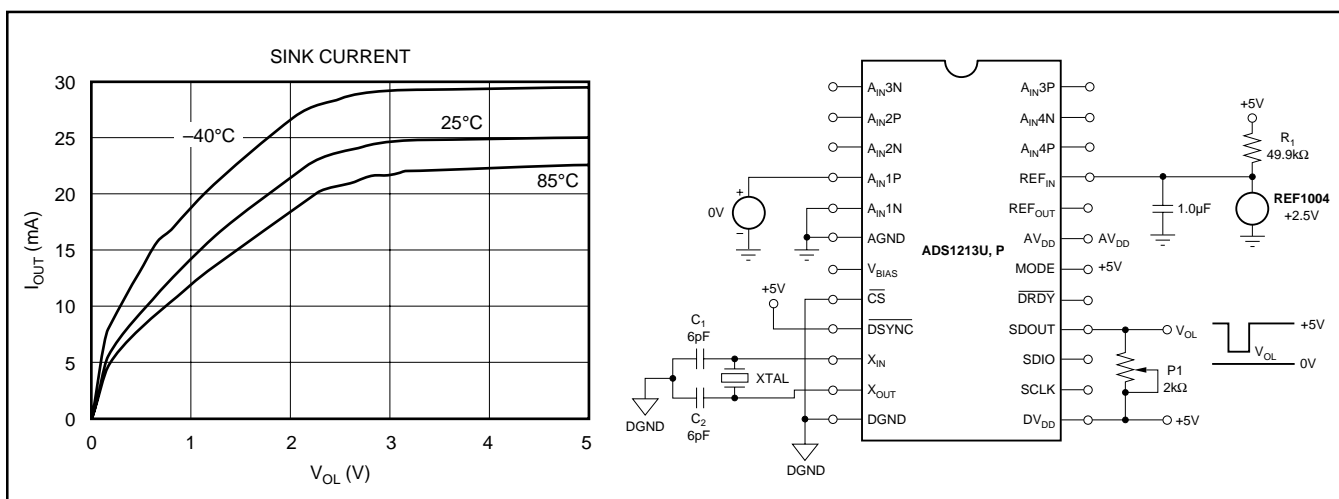 SINK CURRENT
30
25
20
15
10
5
0
I_OUT (mA)
–40°C
25°C
85°C
0 1 2 3 4 5
V_OL (V)
A_IN3N
A_IN2P
A_IN2N
A_IN1P
A_IN1N
AGND
V_BIAS
CS
DSYNC
X_IN
X_OUT
DGND
ADS1213U, P
A_IN3P
A_IN4N
A_IN4P
REF_IN
REF_OUT
AV_DD
MODE
DRDY
SDOUT
SDIO
SCLK
DV_DD
+
0V
–
+5V
C_1
6pF
XTAL
C_2
6pF
DGND
DGND
+5V
R_1
49.9kΩ
1.0µF
REF1004
+2.5V
AV_DD
+5V
V_OL
P1
2kΩ
+5V
+5V
V_OL
0V